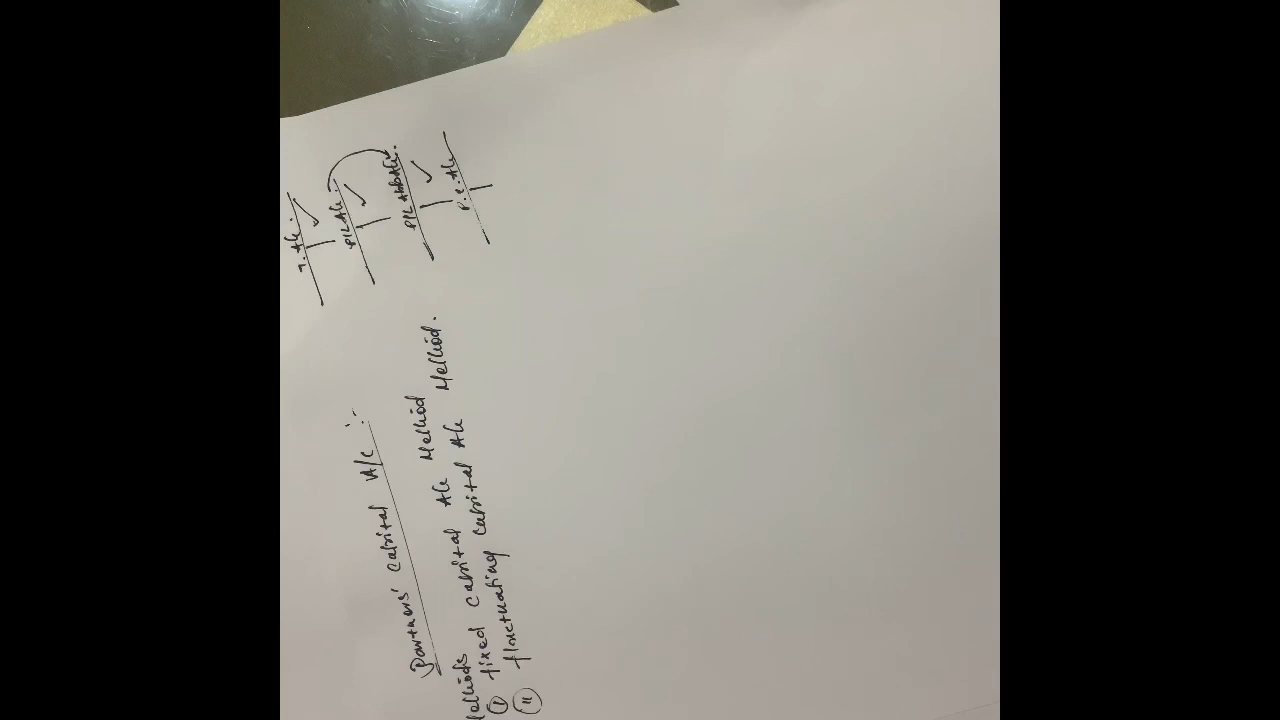 Partners' Capital A/c :-
Methods
(I) fixed capital A/c Method
(II) fluctuating capital A/c Method.
T. A/c.
P/L A/c.
P/L App. A/c.
P.C. A/c